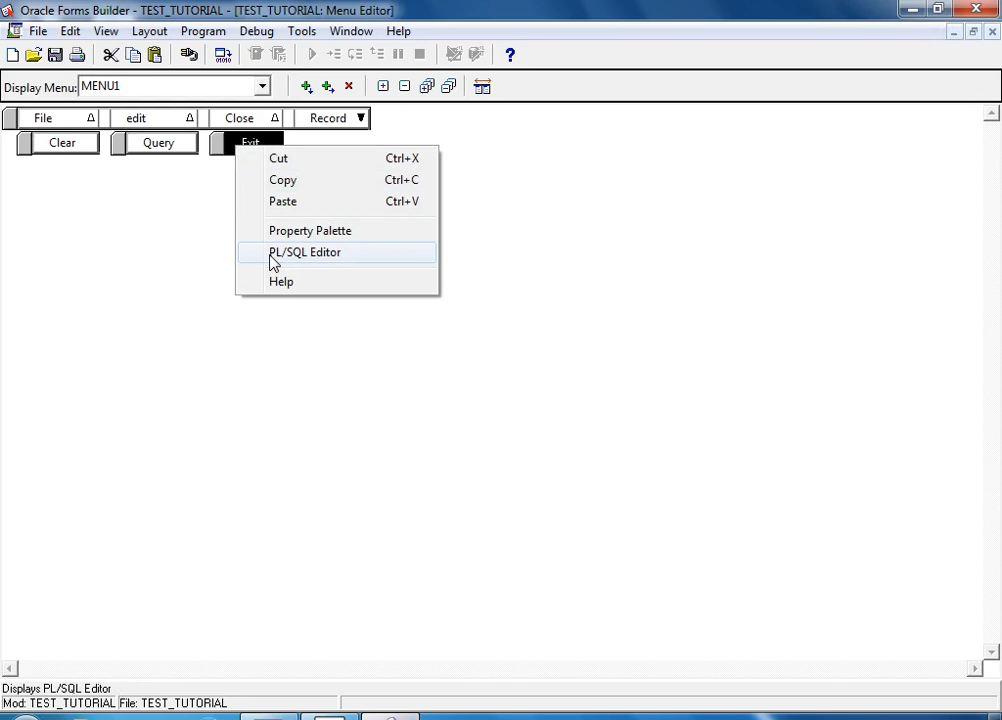 Oracle Forms Builder - TEST_TUTORIAL - [TEST_TUTORIAL: Menu Editor]
File Edit View Layout Program Debug Tools Window Help
Display Menu: MENU1
File edit Close Record
Clear Query Exit
Cut Ctrl+X
Copy Ctrl+C
Paste Ctrl+V
Property Palette
PL/SQL Editor
Help
Displays PL/SQL Editor
Mod: TEST_TUTORIAL File: TEST_TUTORIAL